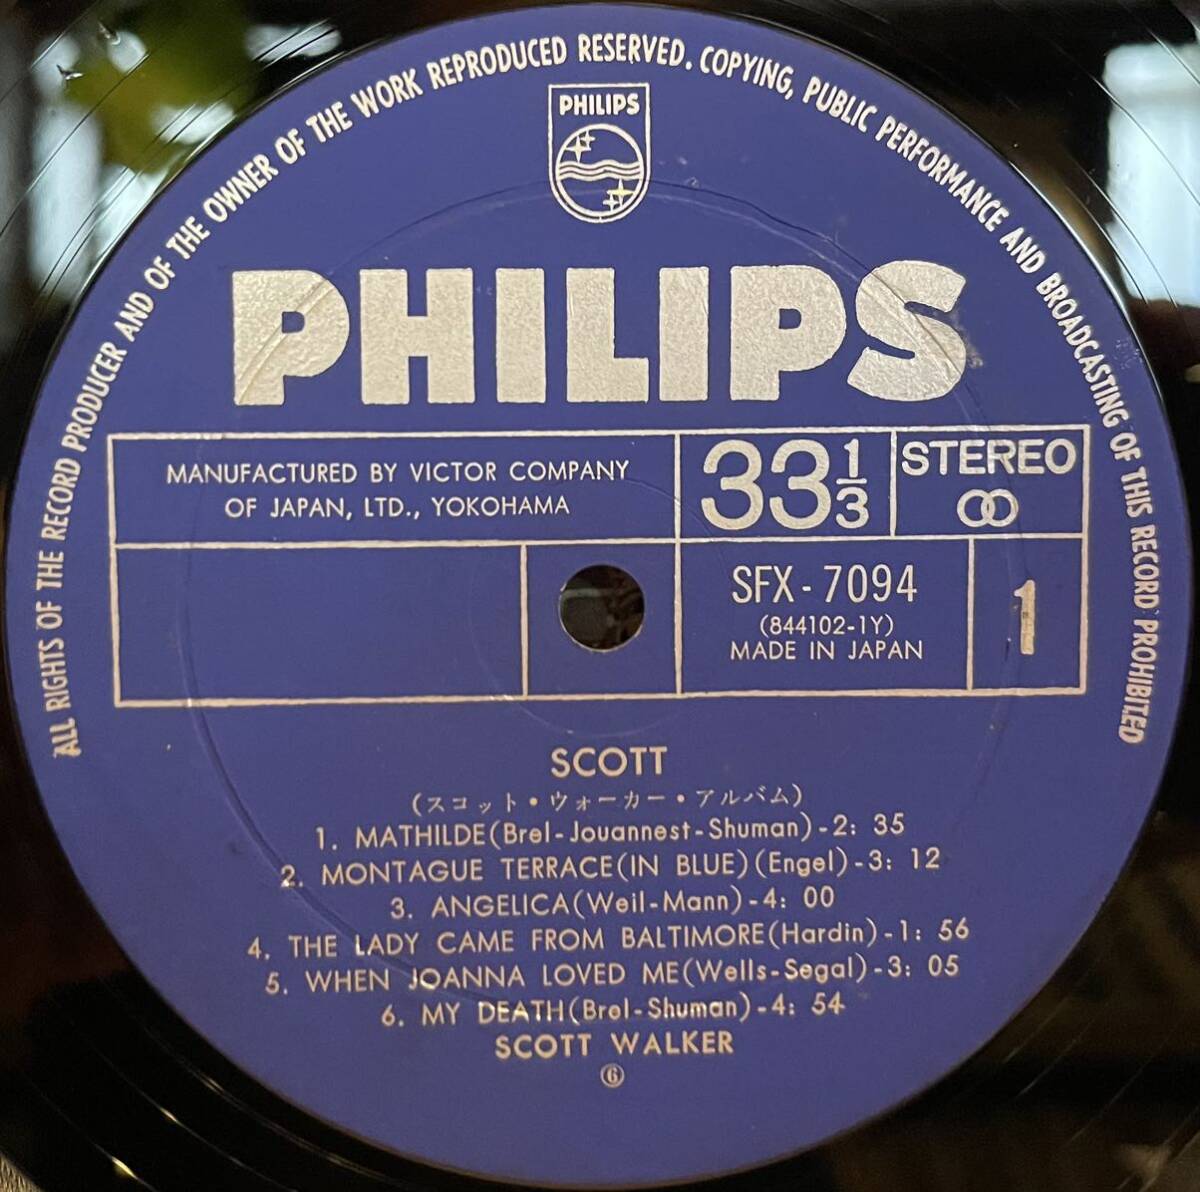 ALL RIGHTS OF THE RECORD PRODUCER AND OF THE OWNER OF THE WORK REPRODUCED RESERVED. COPYING, PUBLIC PERFORMANCE AND BROADCASTING OF THIS RECORD PROHIBITED
PHILIPS
PHILIPS
MANUFACTURED BY VICTOR COMPANY
OF JAPAN, LTD., YOKOHAMA
33 1/3
STEREO
SFX-7094
(844102-1Y)
MADE IN JAPAN
1
SCOTT
(スコット・ウォーカー・アルバム)
1. MATHILDE(Brel-Jouannest-Shuman)-2: 35
2. MONTAGUE TERRACE(IN BLUE)(Engel)-3: 12
3. ANGELICA(Weil-Mann)-4: 00
4. THE LADY CAME FROM BALTIMORE(Hardin)-1: 56
5. WHEN JOANNA LOVED ME(Wells-Segal)-3: 05
6. MY DEATH(Brel-Shuman)-4: 54
SCOTT WALKER
⑥